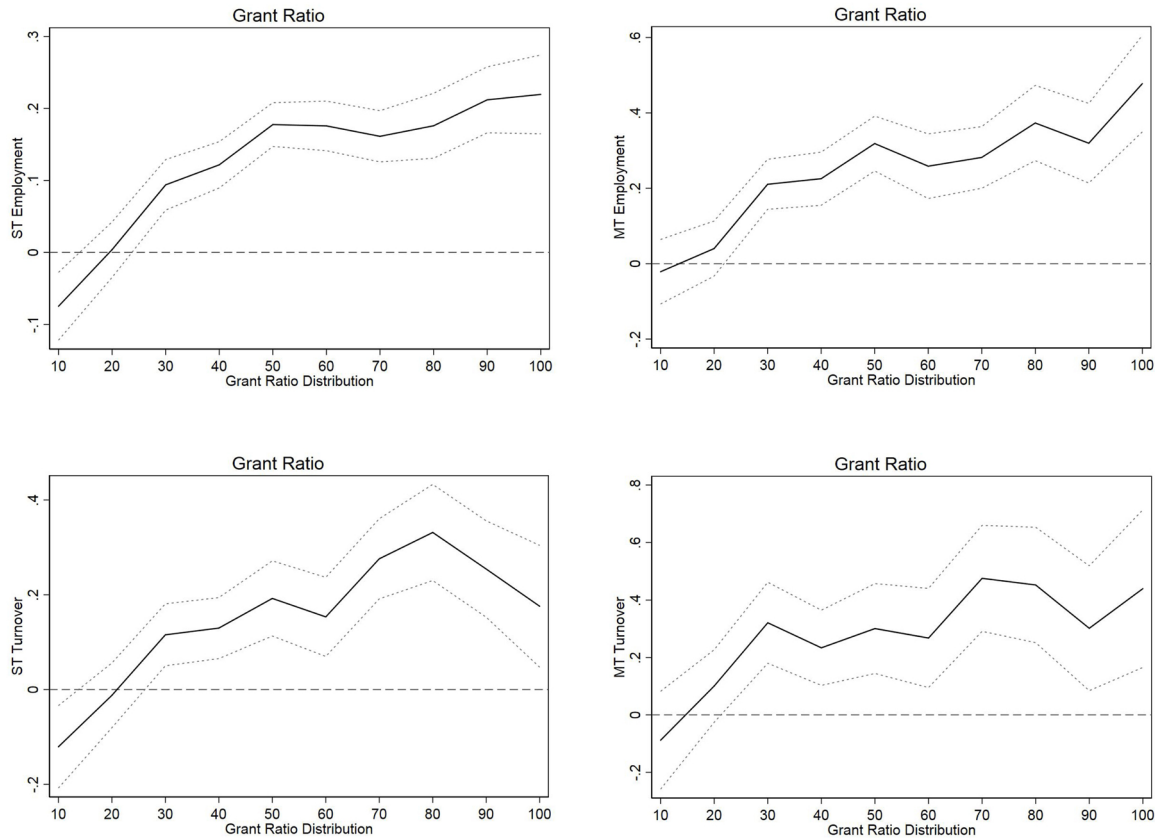 Grant Ratio
ST Employment
.3
.2
.1
0
-.1
10 20 30 40 50 60 70 80 90 100
Grant Ratio Distribution
Grant Ratio
MT Employment
.6
.4
.2
0
-.2
10 20 30 40 50 60 70 80 90 100
Grant Ratio Distribution
Grant Ratio
ST Turnover
.4
.2
0
-.2
10 20 30 40 50 60 70 80 90 100
Grant Ratio Distribution
Grant Ratio
MT Turnover
.8
.6
.4
.2
0
-.2
10 20 30 40 50 60 70 80 90 100
Grant Ratio Distribution